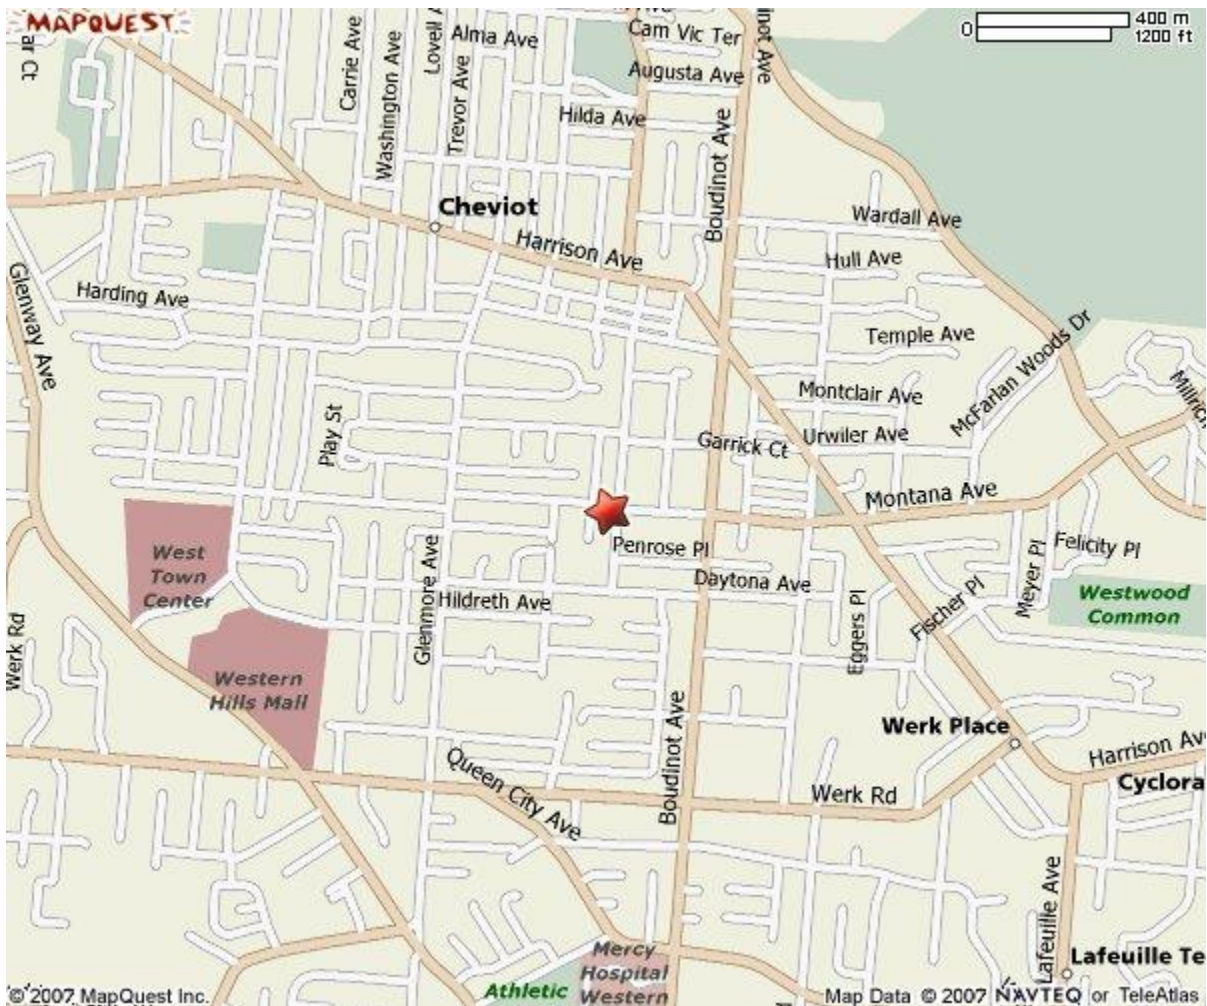 MAPQUEST
0
400 m
1200 ft
Cam Vic Ter
Alma Ave
Augusta Ave
Carrie Ave
Washington Ave
Trevor Ave
Hilda Ave
Boudinot Ave
Cheviot
Wardall Ave
Harrison Ave
Hull Ave
Glenway Ave
Harding Ave
Temple Ave
McFarlan Woods Dr
Montclair Ave
Play St
Garrick Ct
Urwiler Ave
Montana Ave
West
Town
Center
Penrose Pl
Felicity Pl
Meyer Pl
Daytona Ave
Glenmore Ave
Hildreth Ave
Eggers Pl
Fischer Pl
Westwood
Common
Werk Rd
Western
Hills Mall
Boudinot Ave
Werk Place
Harrison Av
Queen City Ave
Werk Rd
Cyclora
Lafeuille Ave
Mercy
Hospital
Western
Athletic
Lafeuille Te
© 2007 MapQuest Inc.
Map Data © 2007 NAVTEQ or TeleAtlas